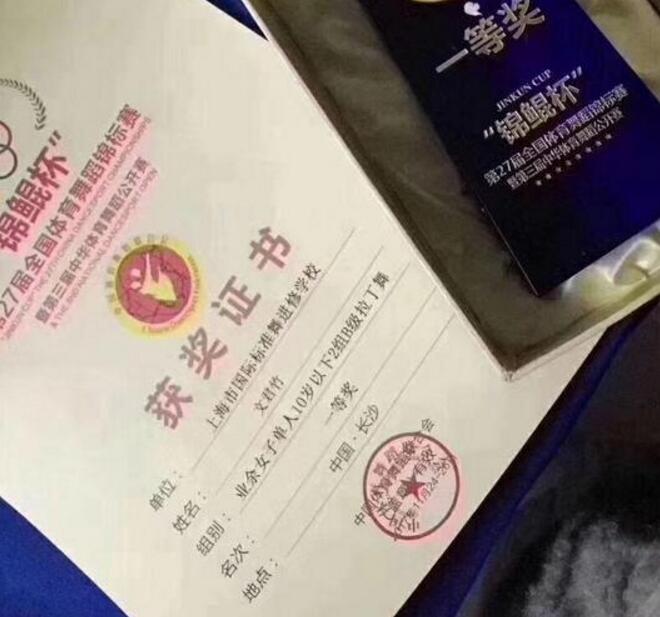 锦鲲杯”
第27届全国体育舞蹈锦标赛
暨第三届中华体育舞蹈公开赛
获奖证书
单位：上海市国际标准舞进修学校
姓名：文君竹
组别：业余女子单人10岁以下2组B级拉丁舞
名次：一等奖
地点：中国·长沙
一等奖
JINKUN CUP
“锦鲲杯”
第27届全国体育舞蹈锦标赛
暨第三届中华体育舞蹈公开赛